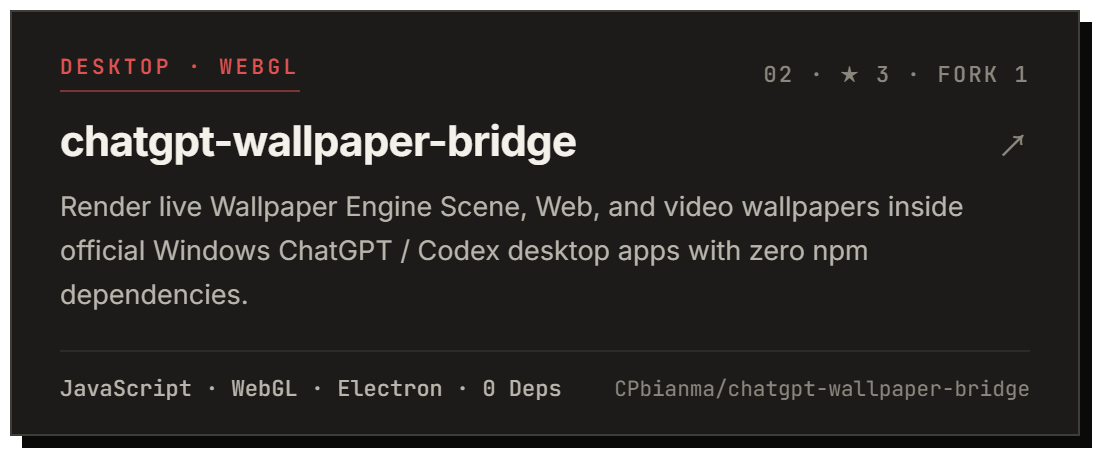 DESKTOP · WEBGL
02 · ★ 3 · FORK 1
chatgpt-wallpaper-bridge
↗
Render live Wallpaper Engine Scene, Web, and video wallpapers inside
official Windows ChatGPT / Codex desktop apps with zero npm
dependencies.
JavaScript · WebGL · Electron · 0 Deps
CPbianma/chatgpt-wallpaper-bridge